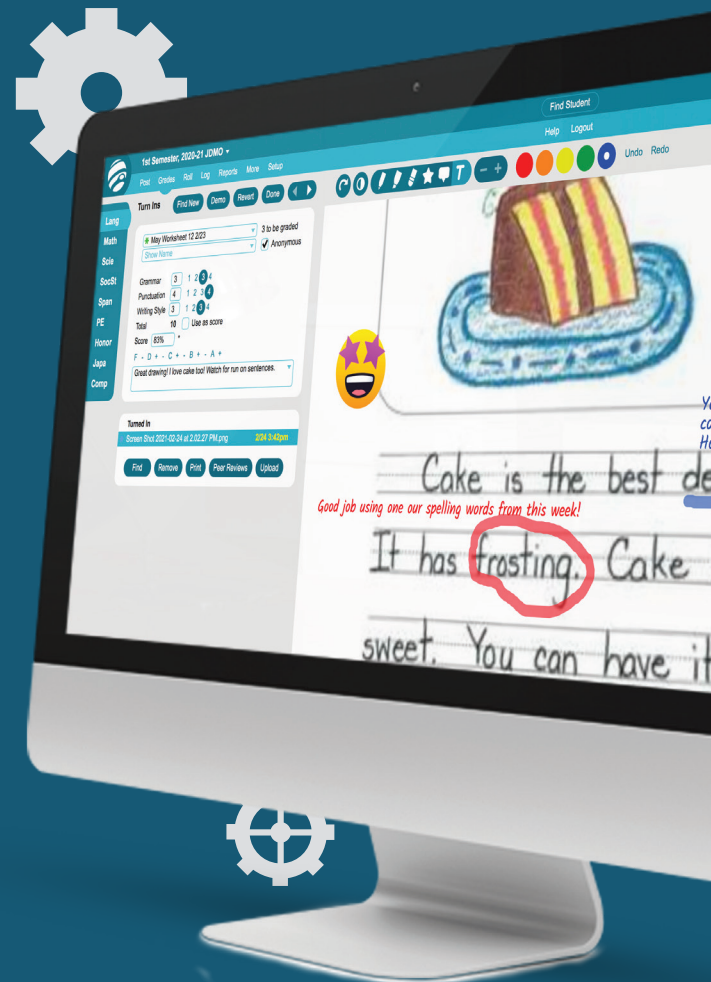 Find Student
Help Logout
1st Semester, 2020-21 JDMO
Post Grades Roll Log Reports More Setup
Turn Ins Find New Demo Revert Done
T - + Undo Redo
Lang
Math
Scie
SocSt
Span
PE
Honor
Japa
Comp
May Worksheet 12 2/23
3 to be graded
Show Name
Anonymous
Grammar 3 1 2 3 4
Punctuation 4 1 2 3 4
Writing Style 3 1 2 3 4
Total 10 Use as score
Score 83%
F - D + - C + - B + - A +
Great drawing! I love cake too! Watch for run on sentences.
Turned In
Screen Shot 2021-02-24 at 2.02.27 PM.png 2/24 3:42pm
Find Remove Print Peer Reviews Upload
Cake is the best de
Good job using one our spelling words from this week!
It has frosting. Cake
sweet. You can have it